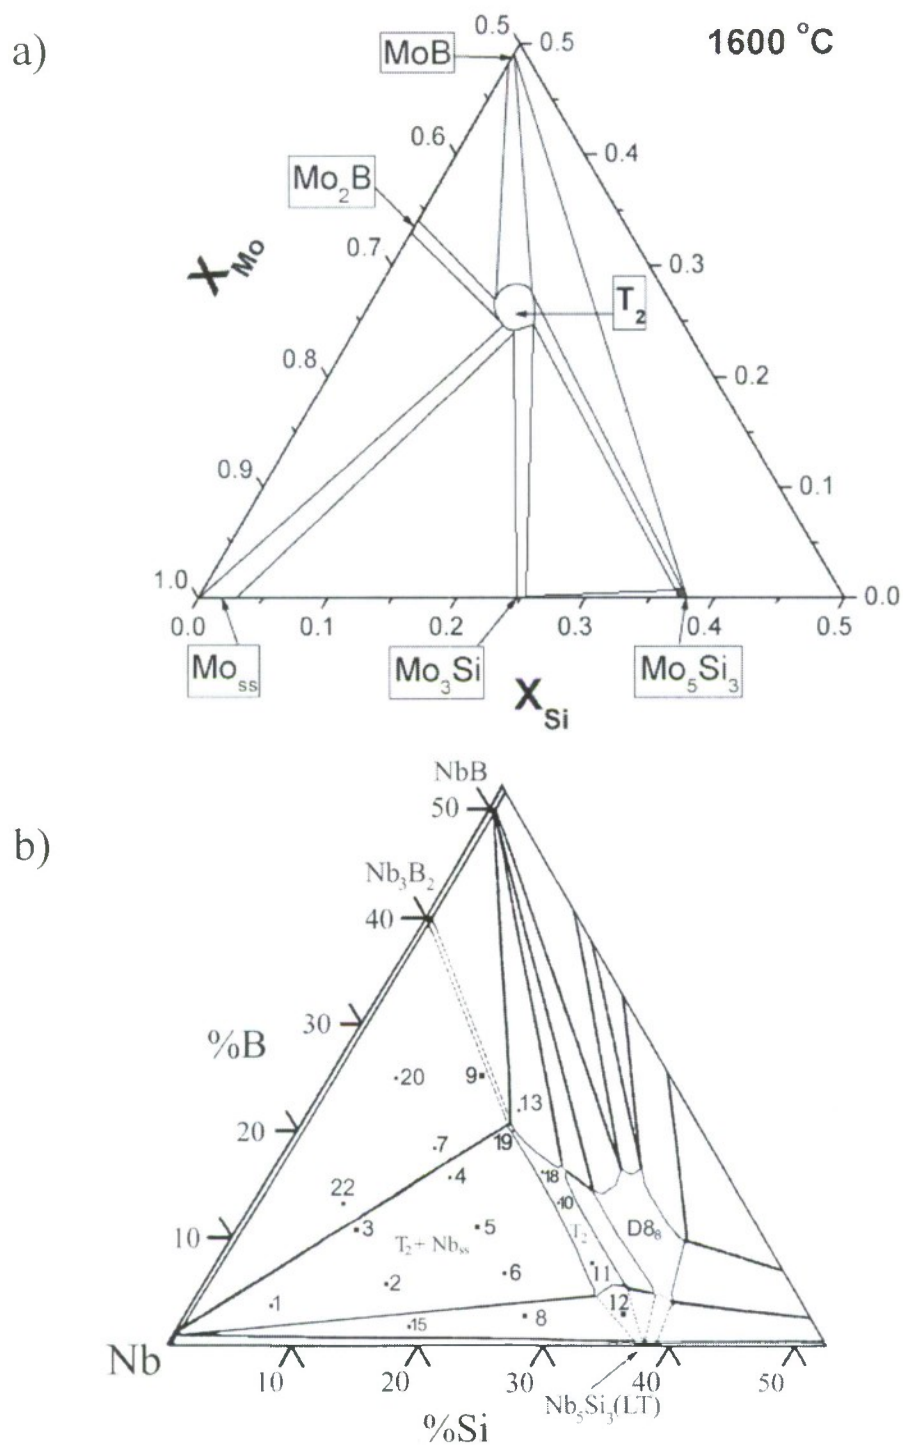 a)
1600 °C
0.5
0.5
MoB
0.6
0.4
Mo₂B
0.7
0.3
X_Mo
T₂
0.8
0.2
0.9
0.1
1.0
0.0
0.0
0.1
0.2
0.3
0.4
0.5
Mo_ss
Mo₃Si
Mo₅Si₃
X_Si
b)
NbB
50
Nb₃B₂
40
30
%B
20
9
13
20
19
7
4
18
22
10
3
5
T₂
D8₈
10
T₂ + Nb_ss
6
11
2
12
1
15
8
Nb
10
20
30
40
50
Nb₅Si₃(LT)
%Si